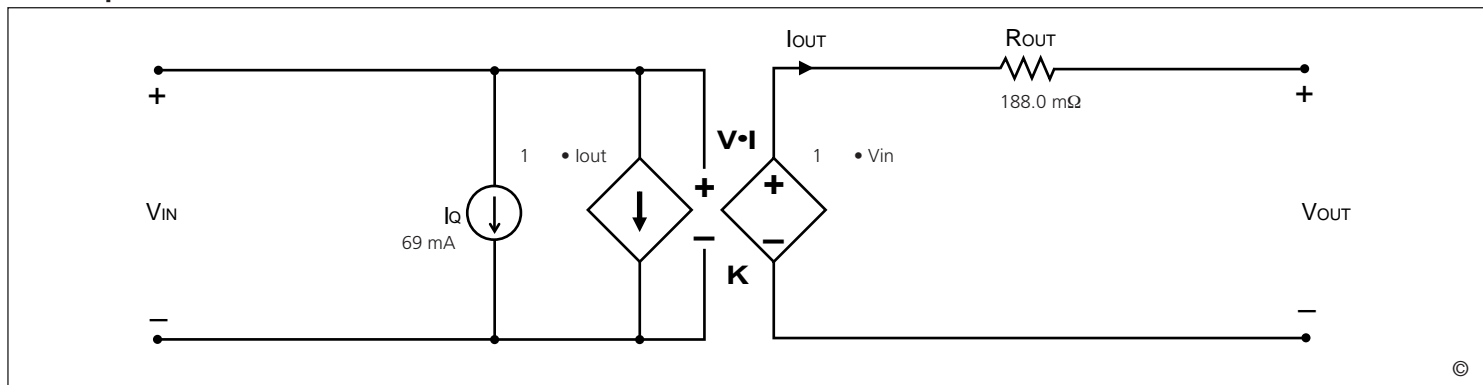 IOUT
ROUT
188.0 mΩ
+
+
V•I
1 • Iout
1 • Vin
+
+
VIN
IQ
69 mA
VOUT
–
–
K
–
–
©